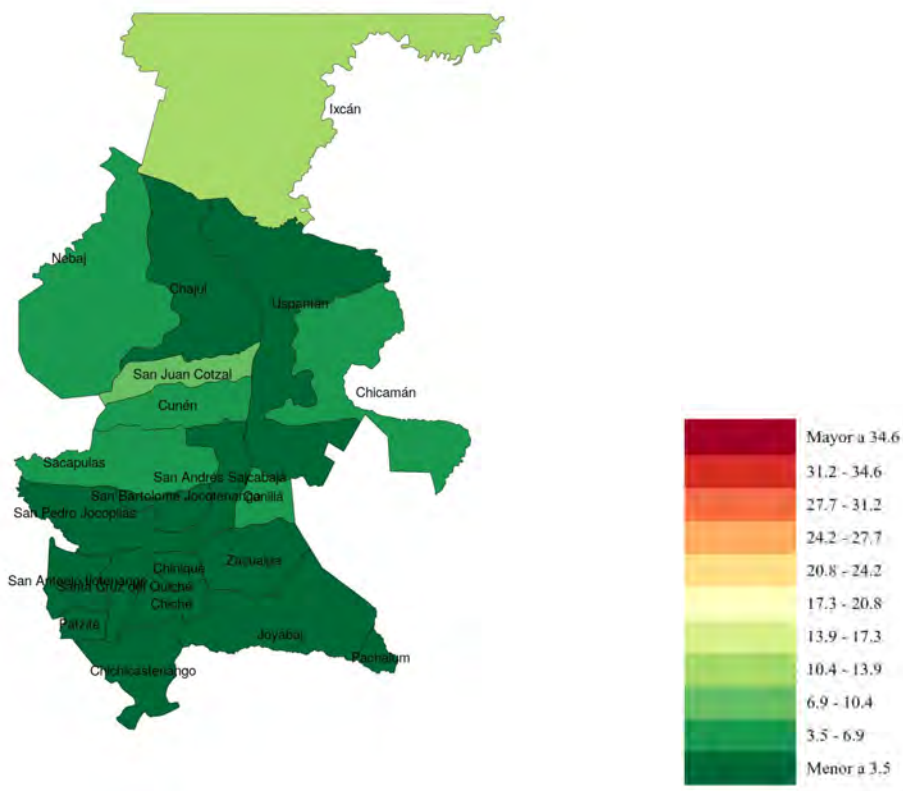 Ixcán
Nebaj
Chajul
Uspantán
San Juan Cotzal
Chicamán
Cunén
Sacapulas
San Andrés Sajcabajá
San Bartolomé Jocotenango
Canillá
San Pedro Jocopilas
Zacualpa
Chinique
San Antonio Ilotenango
Santa Cruz del Quiché
Chiché
Patzité
Joyabaj
Pachalum
Chichicastenango
Mayor a 34.6
31.2 - 34.6
27.7 - 31.2
24.2 - 27.7
20.8 - 24.2
17.3 - 20.8
13.9 - 17.3
10.4 - 13.9
6.9 - 10.4
3.5 - 6.9
Menor a 3.5